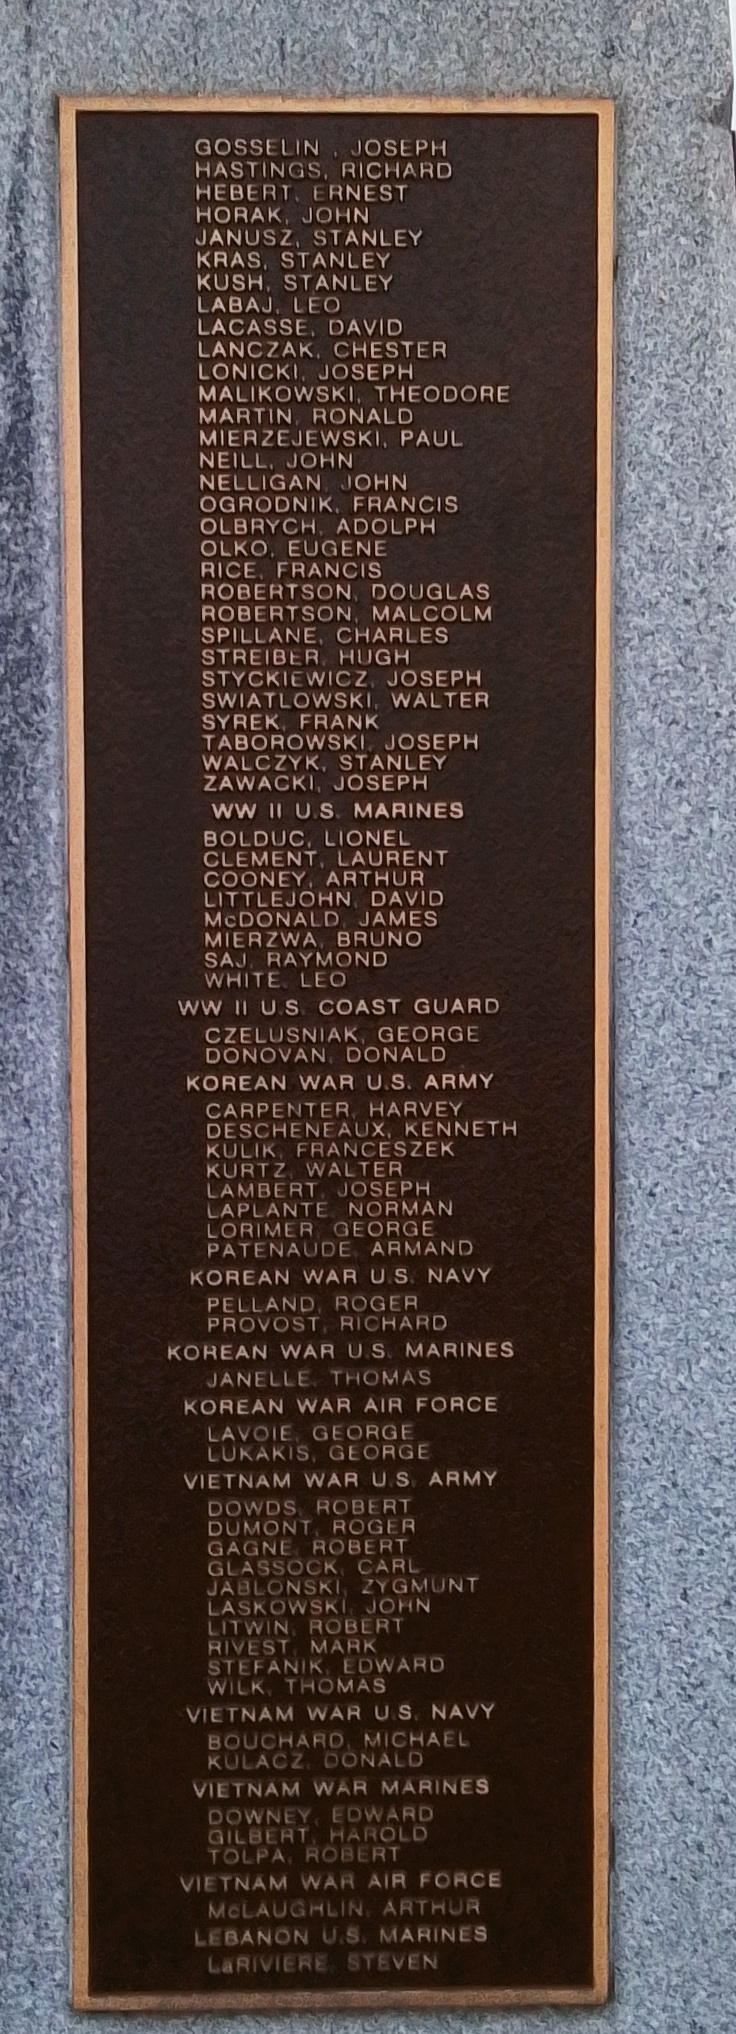 GOSSELIN , JOSEPH
HASTINGS, RICHARD
HEBERT, ERNEST
HORAK, JOHN
JANUSZ, STANLEY
KRAS, STANLEY
KUSH, STANLEY
LABAJ, LEO
LACASSE, DAVID
LANCZAK, CHESTER
LONICKI, JOSEPH
MALIKOWSKI, THEODORE
MARTIN, RONALD
MIERZEJEWSKI, PAUL
NEILL, JOHN
NELLIGAN, JOHN
OGRODNIK, FRANCIS
OLBRYCH, ADOLPH
OLKO, EUGENE
RICE, FRANCIS
ROBERTSON, DOUGLAS
ROBERTSON, MALCOLM
SPILLANE, CHARLES
STREIBER, HUGH
STYCKIEWICZ, JOSEPH
SWIATLOWSKI, WALTER
SYREK, FRANK
TABOROWSKI, JOSEPH
WALCZYK, STANLEY
ZAWACKI, JOSEPH
WW II U.S. MARINES
BOLDUC, LIONEL
CLEMENT, LAURENT
COONEY, ARTHUR
LITTLEJOHN, DAVID
McDONALD, JAMES
MIERZWA, BRUNO
SAJ, RAYMOND
WHITE, LEO
WW II U.S. COAST GUARD
CZELUSNIAK, GEORGE
DONOVAN, DONALD
KOREAN WAR U.S. ARMY
CARPENTER, HARVEY
DESCHENEAUX, KENNETH
KULIK, FRANCESZEK
KURTZ, WALTER
LAMBERT, JOSEPH
LAPLANTE, NORMAN
LORIMER, GEORGE
PATENAUDE, ARMAND
KOREAN WAR U.S. NAVY
PELLAND, ROGER
PROVOST, RICHARD
KOREAN WAR U.S. MARINES
JANELLE, THOMAS
KOREAN WAR AIR FORCE
LAVOIE, GEORGE
LUKAKIS, GEORGE
VIETNAM WAR U.S. ARMY
DOWDS, ROBERT
DUMONT, ROGER
GAGNE, ROBERT
GLASSOCK, CARL
JABLONSKI, ZYGMUNT
LASKOWSKI, JOHN
LITWIN, ROBERT
RIVEST, MARK
STEFANIK, EDWARD
WILK, THOMAS
VIETNAM WAR U.S. NAVY
BOUCHARD, MICHAEL
KULACZ, DONALD
VIETNAM WAR MARINES
DOWNEY, EDWARD
GILBERT, HAROLD
TOLPA, ROBERT
VIETNAM WAR AIR FORCE
McLAUGHLIN, ARTHUR
LEBANON U.S. MARINES
LaRIVIERE, STEVEN